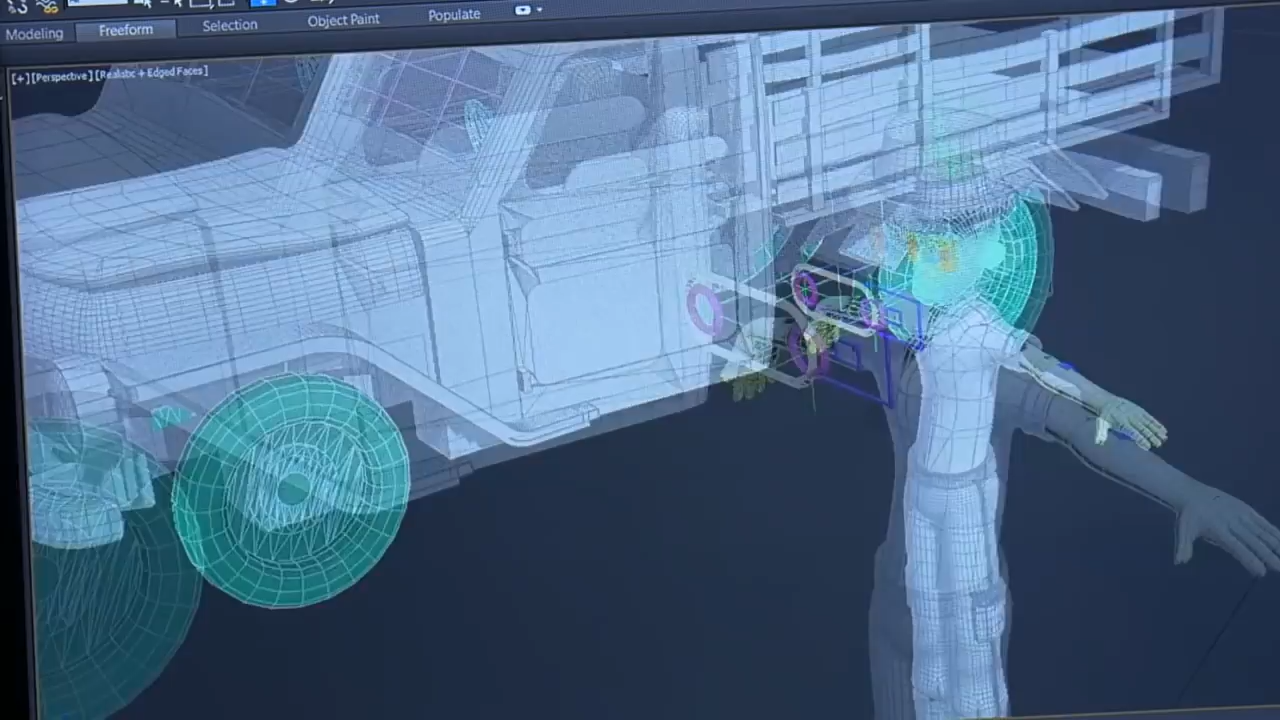 Modeling
Freeform
Selection
Object Paint
Populate
[+][Perspective][Realistic + Edged Faces]